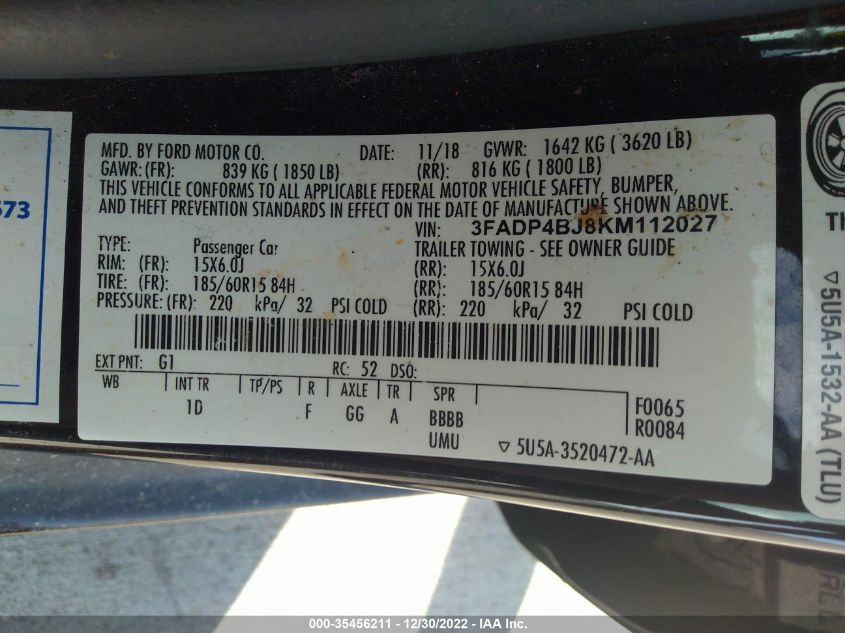 MFD. BY FORD MOTOR CO. DATE: 11/18 GVWR: 1642 KG ( 3620 LB)
GAWR: (FR): 839 KG ( 1850 LB) (RR): 816 KG ( 1800 LB)
THIS VEHICLE CONFORMS TO ALL APPLICABLE FEDERAL MOTOR VEHICLE SAFETY, BUMPER,
AND THEFT PREVENTION STANDARDS IN EFFECT ON THE DATE OF MANUFACTURE SHOWN ABOVE.
VIN: 3FADP4BJ8KM112027
TYPE: Passenger Car TRAILER TOWING - SEE OWNER GUIDE
RIM: (FR): 15X6.0J (RR): 15X6.0J
TIRE: (FR): 185/60R15 84H (RR): 185/60R15 84H
PRESSURE: (FR): 220 kPa/ 32 PSI COLD (RR): 220 kPa/ 32 PSI COLD
EXT PNT: G1 RC: 52 DSO:
WB INT TR TP/PS R AXLE TR SPR
1D F GG A BBBB
UMU
F0065
R0084
▽ 5U5A-3520472-AA
573
TH
▽ 5U5A-1532-AA (TLU)
000-35456211 - 12/30/2022 - IAA Inc.